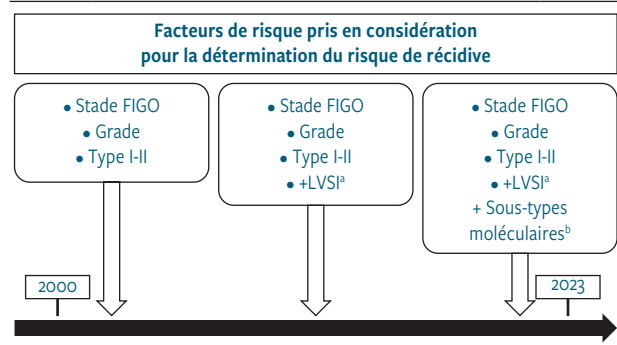 Facteurs de risque pris en considération
pour la détermination du risque de récidive
• Stade FIGO
• Grade
• Type I-II
• Stade FIGO
• Grade
• Type I-II
• +LVSIᵃ
• Stade FIGO
• Grade
• Type I-II
• +LVSIᵃ
+ Sous-types
moléculairesᵇ
2000
2023